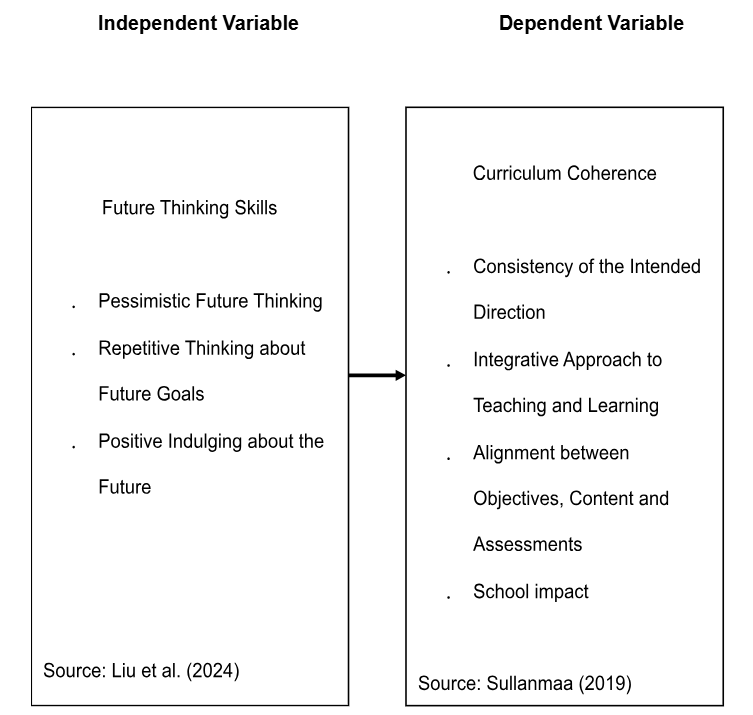 Independent Variable
Dependent Variable
Future Thinking Skills
. Pessimistic Future Thinking
. Repetitive Thinking about
Future Goals
. Positive Indulging about the
Future
Source: Liu et al. (2024)
Curriculum Coherence
. Consistency of the Intended
Direction
. Integrative Approach to
Teaching and Learning
. Alignment between
Objectives, Content and
Assessments
. School impact
Source: Sullanmaa (2019)